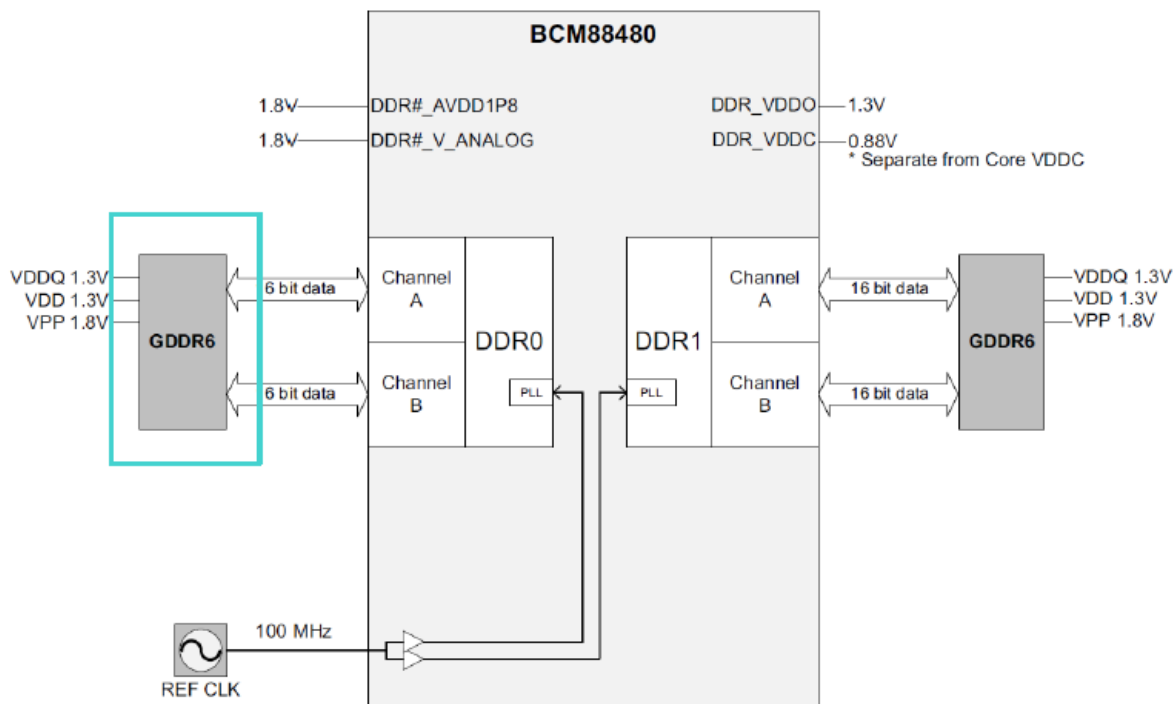 BCM88480
1.8V
DDR#_AVDD1P8
DDR_VDDO
1.3V
1.8V
DDR#_V_ANALOG
DDR_VDDC
0.88V
* Separate from Core VDDC
VDDQ 1.3V
VDD 1.3V
VPP 1.8V
GDDR6
6 bit data
6 bit data
Channel
A
Channel
B
DDR0
PLL
DDR1
PLL
Channel
A
Channel
B
16 bit data
16 bit data
GDDR6
VDDQ 1.3V
VDD 1.3V
VPP 1.8V
100 MHz
REF CLK